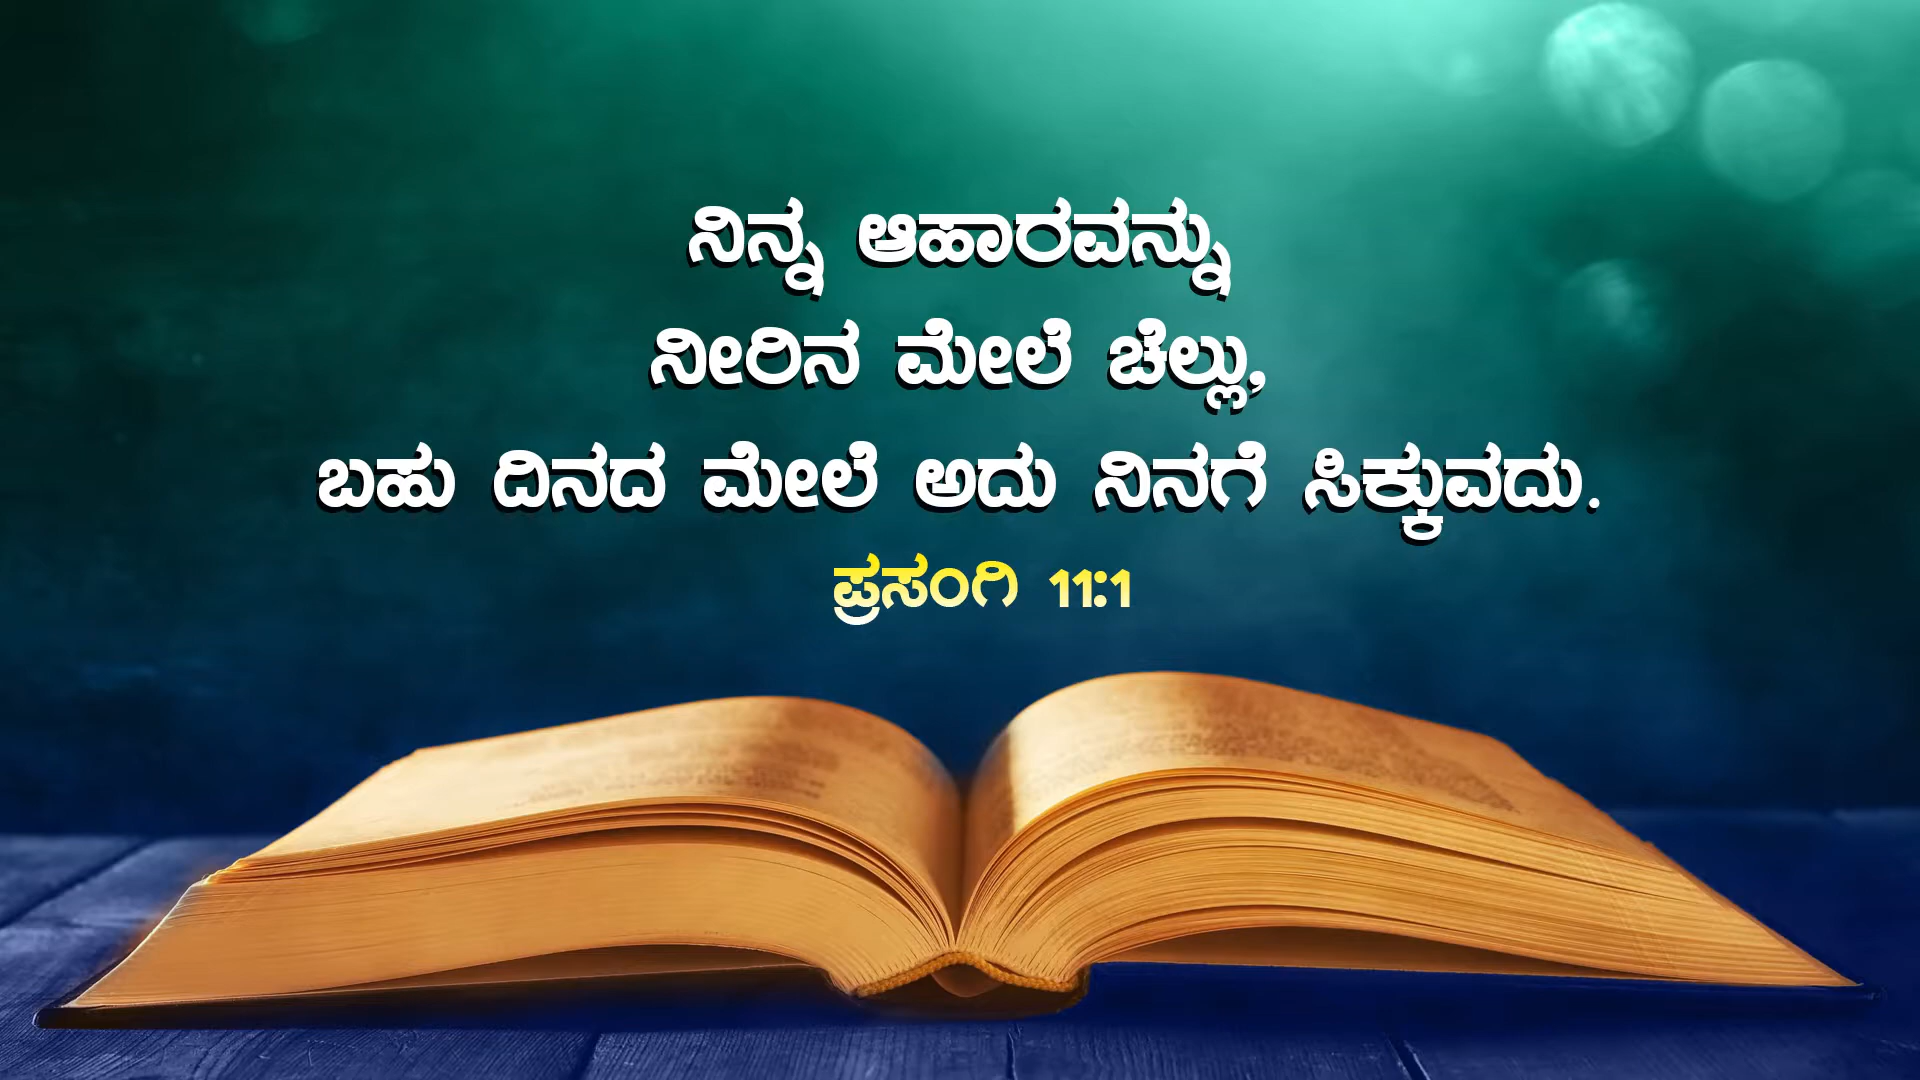 ನಿನ್ನ ಆಹಾರವನ್ನು
ನೀರಿನ ಮೇಲೆ ಚೆಲ್ಲು,
ಬಹು ದಿನದ ಮೇಲೆ ಅದು ನಿನಗೆ ಸಿಕ್ಕುವದು.
ಪ್ರಸಂಗಿ 11:1